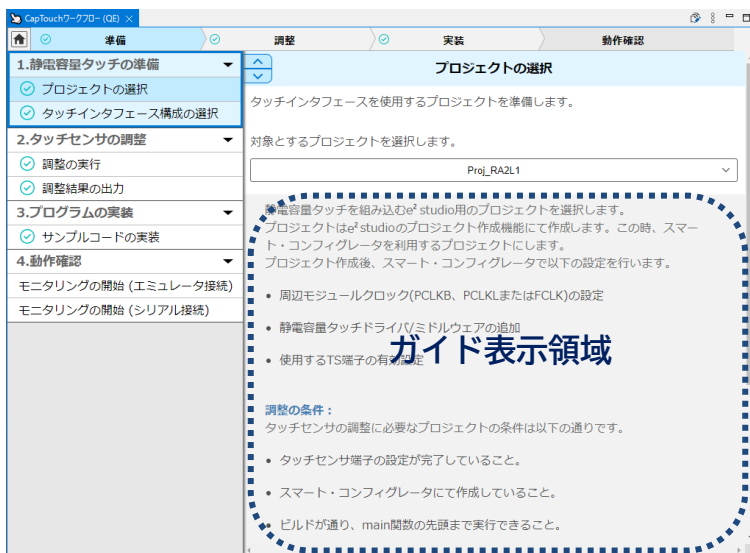 CapTouchワークフロー (QE)
準備
調整
実装
動作確認
1.静電容量タッチの準備
プロジェクトの選択
タッチインタフェース構成の選択
2.タッチセンサの調整
調整の実行
調整結果の出力
3.プログラムの実装
サンプルコードの実装
4.動作確認
モニタリングの開始 (エミュレータ接続)
モニタリングの開始 (シリアル接続)
プロジェクトの選択
タッチインタフェースを使用するプロジェクトを準備します。
対象とするプロジェクトを選択します。
Proj_RA2L1
静電容量タッチを組み込むe² studio用のプロジェクトを選択します。
プロジェクトはe² studioのプロジェクト作成機能にて作成します。この時、スマー
ト・コンフィグレータを利用するプロジェクトにします。
プロジェクト作成後、スマート・コンフィグレータで以下の設定を行います。
• 周辺モジュールクロック(PCLKB、PCLKLまたはFCLK)の設定
• 静電容量タッチドライバ/ミドルウェアの追加
• 使用するTS端子の有効設定
ガイド表示領域
調整の条件：
タッチセンサの調整に必要なプロジェクトの条件は以下の通りです。
• タッチセンサ端子の設定が完了していること。
• スマート・コンフィグレータにて作成していること。
• ビルドが通り、main関数の先頭まで実行できること。